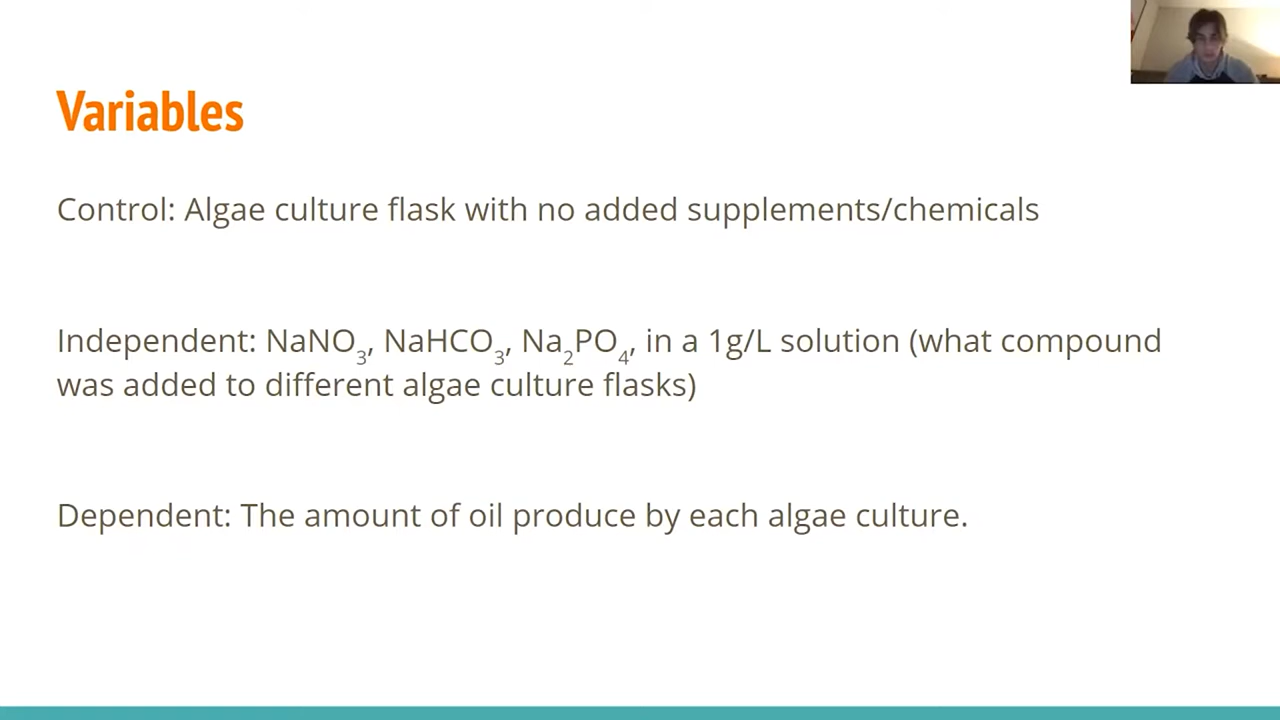 Variables
Control: Algae culture flask with no added supplements/chemicals
Independent: NaNO₃, NaHCO₃, Na₂PO₄, in a 1g/L solution (what compound
was added to different algae culture flasks)
Dependent: The amount of oil produce by each algae culture.